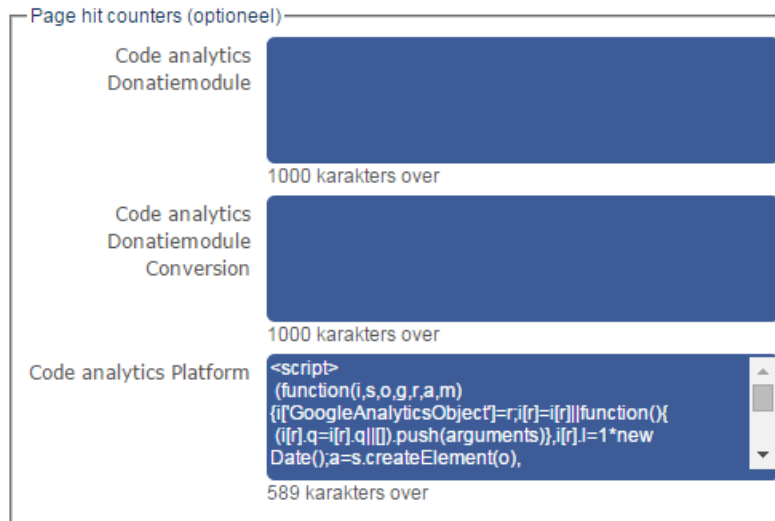 Page hit counters (optioneel)
Code analytics
Donatiemodule
1000 karakters over
Code analytics
Donatiemodule
Conversion
1000 karakters over
Code analytics Platform
<script>
(function(i,s,o,g,r,a,m)
{i['GoogleAnalyticsObject']=r;i[r]=i[r]||function(){
(i[r].q=i[r].q||[]).push(arguments)},i[r].l=1*new
Date();a=s.createElement(o),
589 karakters over